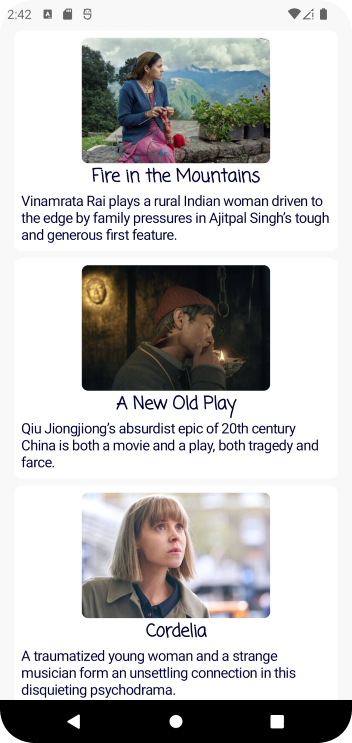 2:42
Fire in the Mountains
Vinamrata Rai plays a rural Indian woman driven to
the edge by family pressures in Ajitpal Singh's tough
and generous first feature.
A New Old Play
Qiu Jiongjiong's absurdist epic of 20th century
China is both a movie and a play, both tragedy and
farce.
Cordelia
A traumatized young woman and a strange
musician form an unsettling connection in this
disquieting psychodrama.